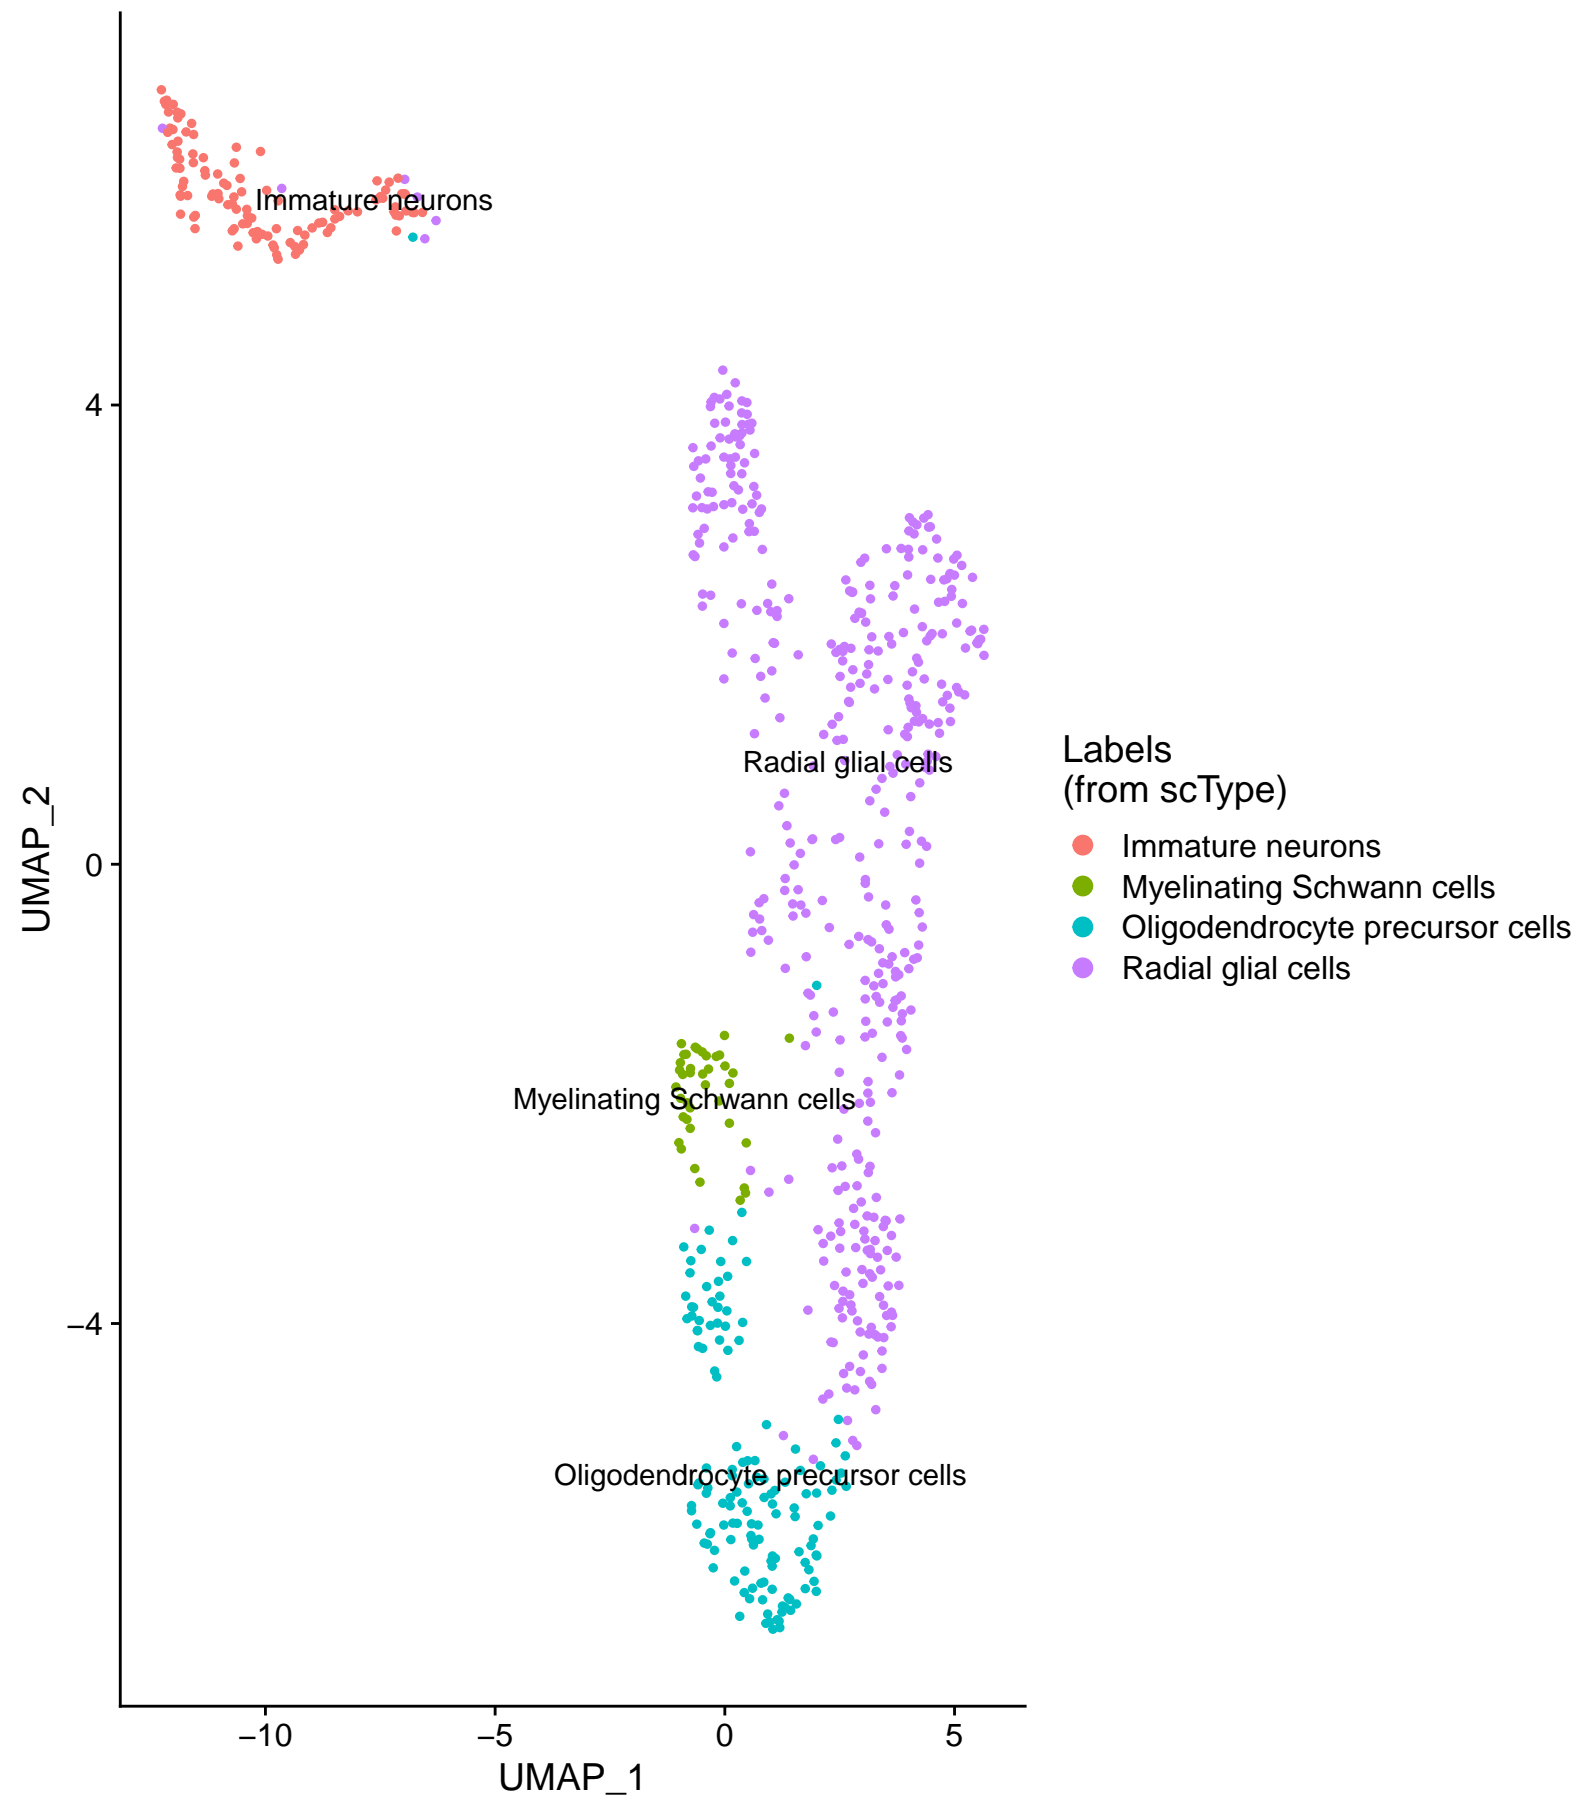 Immature neurons
4
Radial glial cells
Labels
(from scType)
UMAP_2
0
Immature neurons
Myelinating Schwann cells
Oligodendrocyte precursor cells
Radial glial cells
Myelinating Schwann cells
−4
Oligodendrocyte precursor cells
−10 −5 0 5
UMAP_1